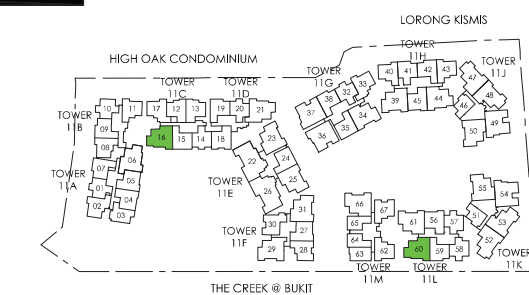 LORONG KISMIS
HIGH OAK CONDOMINIUM
TOWER 11H
TOWER 11G
TOWER 11J
TOWER 11C
TOWER 11D
TOWER 11B
40 41 42 43
47
48
39 45 44
46
50 49
33
32
38
37
34
35
36
10 11
09
08
17 12 13
19 20 21
16 15 14 18
07
06
01
05
02
04
03
TOWER 11A
23
22
24
25
26
TOWER 11E
31
30
27
29 28
TOWER 11F
66 67
65
64
63 62
61 56 57
60 59 58
55 54
51 53
52
TOWER 11M
TOWER 11L
TOWER 11K
THE CREEK @ BUKIT